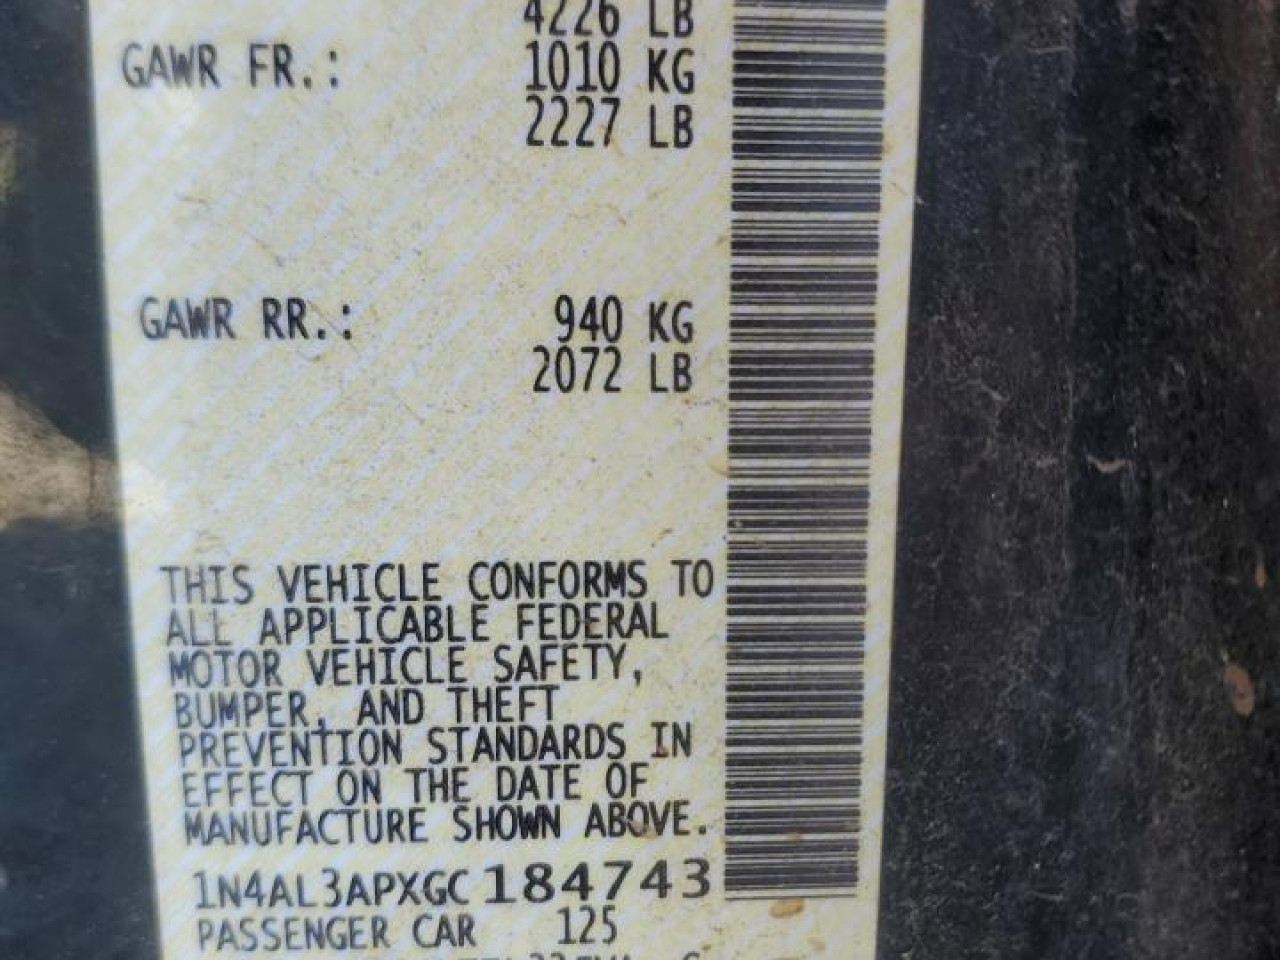 4226 LB
GAWR FR.: 1010 KG
2227 LB
GAWR RR.: 940 KG
2072 LB
THIS VEHICLE CONFORMS TO
ALL APPLICABLE FEDERAL
MOTOR VEHICLE SAFETY,
BUMPER, AND THEFT
PREVENTION STANDARDS IN
EFFECT ON THE DATE OF
MANUFACTURE SHOWN ABOVE.
1N4AL3APXGC184743
PASSENGER CAR 125